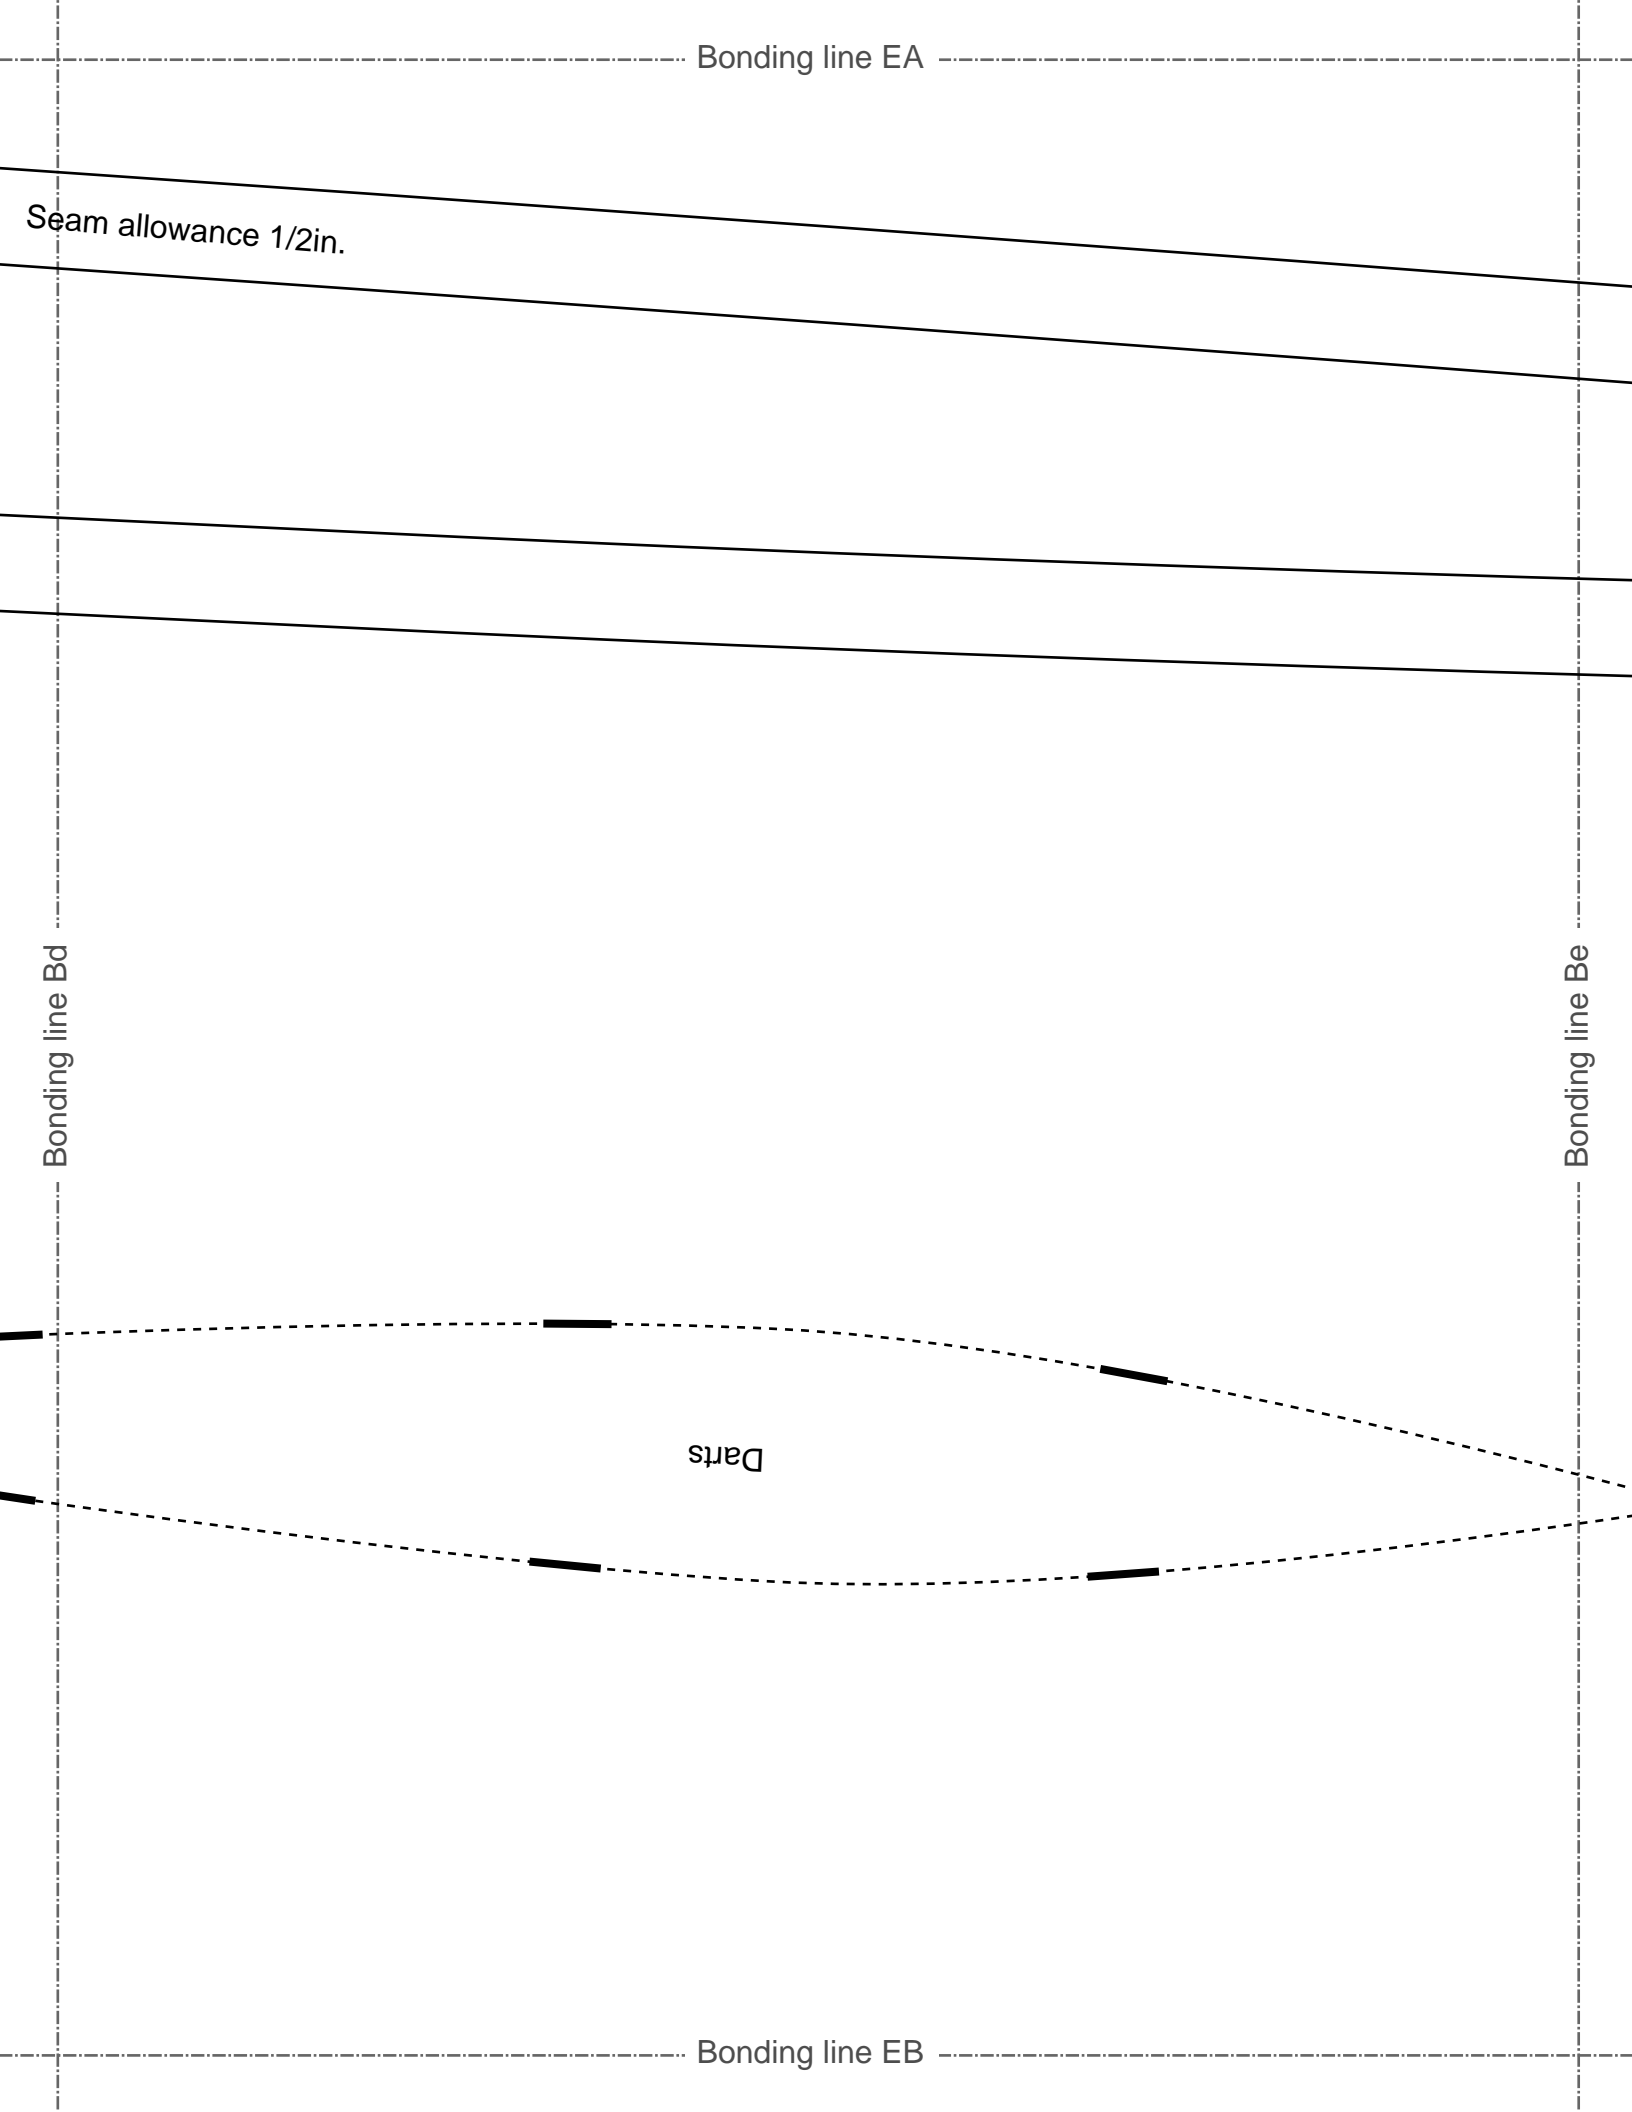 Bonding line EA
Seam allowance 1/2in.
Bonding line Bd
Bonding line Be
Darts
Bonding line EB